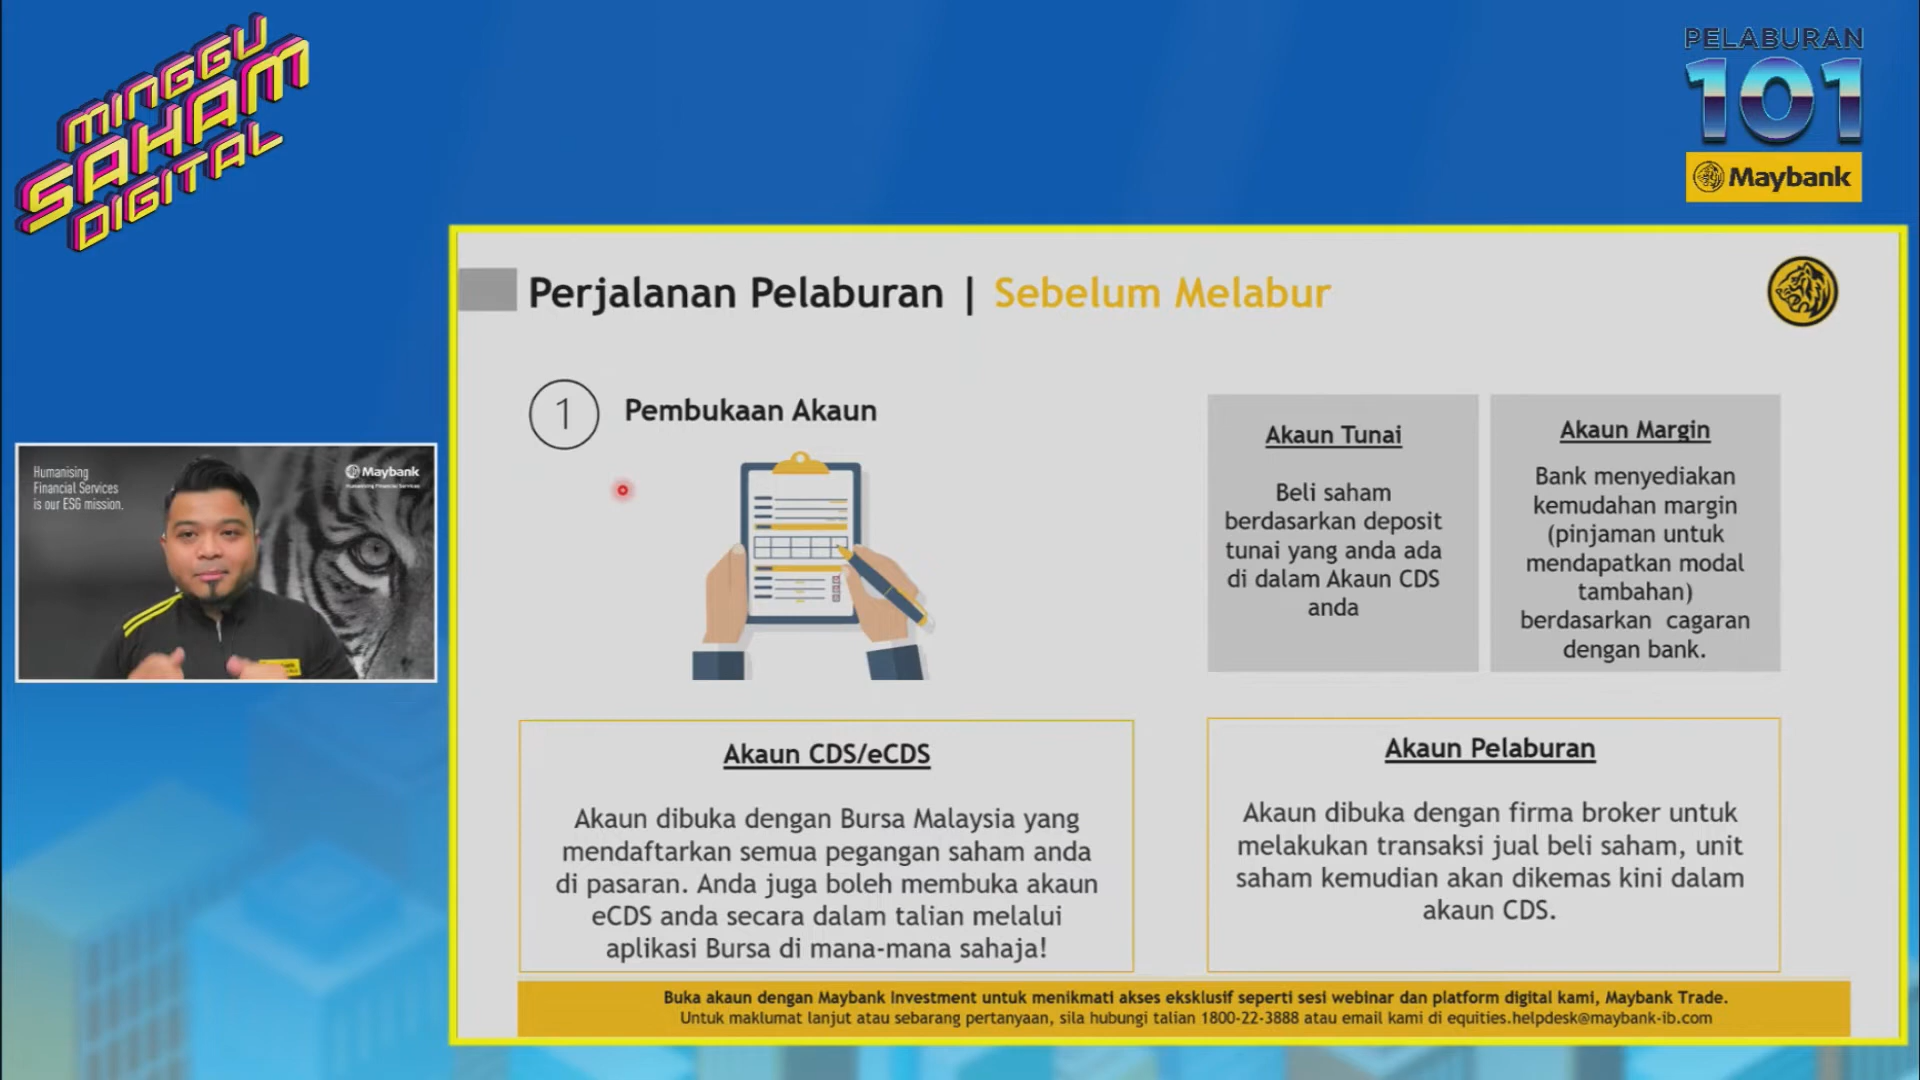 MINGGU
SAHAM
DIGITAL
PELABURAN
101
Maybank
Perjalanan Pelaburan | Sebelum Melabur
1
Pembukaan Akaun
Akaun Tunai
Beli saham
berdasarkan deposit
tunai yang anda ada
di dalam Akaun CDS
anda
Akaun Margin
Bank menyediakan
kemudahan margin
(pinjaman untuk
mendapatkan modal
tambahan)
berdasarkan cagaran
dengan bank.
Humanising
Financial Services
is our ESG mission.
Maybank
Humanising Financial Services
Akaun CDS/eCDS
Akaun dibuka dengan Bursa Malaysia yang
mendaftarkan semua pegangan saham anda
di pasaran. Anda juga boleh membuka akaun
eCDS anda secara dalam talian melalui
aplikasi Bursa di mana-mana sahaja!
Akaun Pelaburan
Akaun dibuka dengan firma broker untuk
melakukan transaksi jual beli saham, unit
saham kemudian akan dikemas kini dalam
akaun CDS.
Buka akaun dengan Maybank Investment untuk menikmati akses eksklusif seperti sesi webinar dan platform digital kami, Maybank Trade.
Untuk maklumat lanjut atau sebarang pertanyaan, sila hubungi talian 1800-22-3888 atau email kami di equities.helpdesk@maybank-ib.com